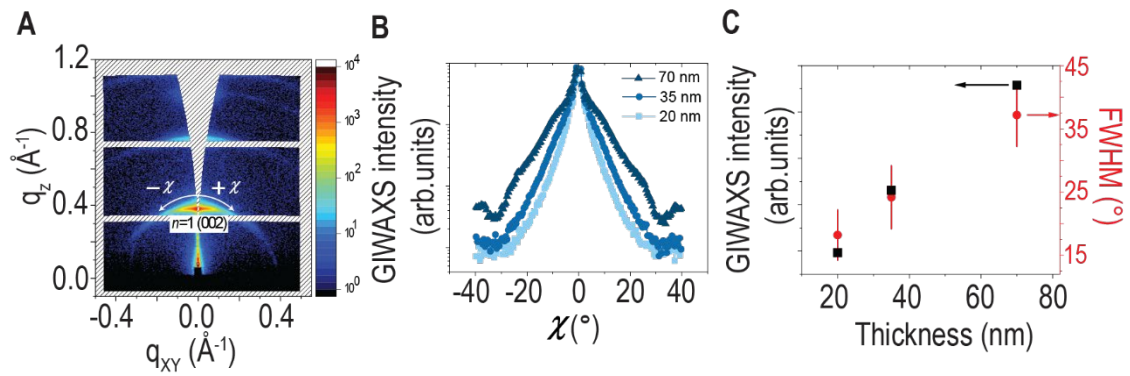 A
1.2
0.8
0.4
0.0
q_z (Å⁻¹)
-0.4
0.0
0.4
q_XY (Å⁻¹)
−χ
+χ
n=1 (002)
10⁴
10³
10²
10¹
10⁰
B
GIWAXS intensity
(arb.units)
70 nm
35 nm
20 nm
-40
-20
0
20
40
χ(°)
C
GIWAXS intensity
(arb.units)
20
40
60
80
Thickness (nm)
45
35
25
15
FWHM (°)